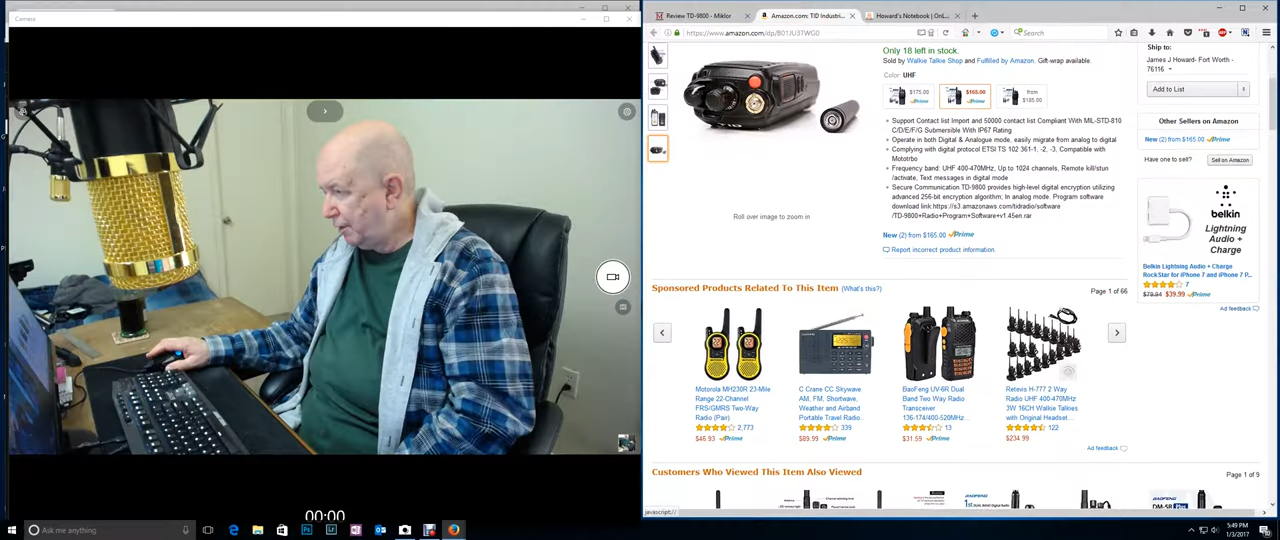 Camera
00:00
Review TD-9800 - Miklor
Amazon.com: TID Industri...
Howard's Notebook | OnL...
https://www.amazon.com/dp/B01JU37WG0
Search
Only 18 left in stock.
Sold by Walkie Talkie Shop and Fulfilled by Amazon. Gift-wrap available.
Color: UHF
$175.00
Prime
$165.00
Prime
from
$185.00
Support Contact list Import and 50000 contact list Compliant With MIL-STD-810
C/D/E/F/G Submersible With IP67 Rating
Operate in both Digital & Analogue mode, easily migrate from analog to digital
Complying with digital protocol ETSI TS 102 361-1, -2, -3, Compatible with
Mototrbo
Frequency band: UHF 400-470MHz, Up to 1024 channels, Remote kill/stun
/activate, Text messages in digital mode
Secure Communication TD-9800 provides high-level digital encryption utilizing
advanced 256-bit encryption algorithm; In analog mode. Program software
download link:https://s3.amazonaws.com/tidradio/software
/TD-9800+Radio+Program+Software+v1.45en.rar
New (2) from $165.00 Prime
Report incorrect product information.
Roll over image to zoom in
Ship to:
James J Howard- Fort Worth -
76116
Add to List
Other Sellers on Amazon
New (2) from $165.00 Prime
Have one to sell? Sell on Amazon
belkin
Lightning
Audio +
Charge
Belkin Lightning Audio + Charge
RockStar for iPhone 7 and iPhone 7 P...
7
$79.94 $39.99 Prime
Ad feedback
Sponsored Products Related To This Item (What's this?)
Page 1 of 66
Motorola MH230R 23-Mile
Range 22-Channel
FRS/GMRS Two-Way
Radio (Pair)
2,773
$46.93 Prime
C Crane CC Skywave
AM, FM, Shortwave,
Weather and Airband
Portable Travel Radio...
339
$89.99 Prime
BaoFeng UV-6R Dual
Band Two Way Radio
Transceiver
136-174/400-520MHz...
13
$31.59 Prime
Retevis H-777 2 Way
Radio UHF 400-470MHz
3W 16CH Walkie Talkies
with Original Headset...
122
$234.99
Ad feedback
Customers Who Viewed This Item Also Viewed
Page 1 of 9
BAOFENG
BAOFENG
DM-5R Plus
javascript://
Ask me anything
5:49 PM
1/3/2017